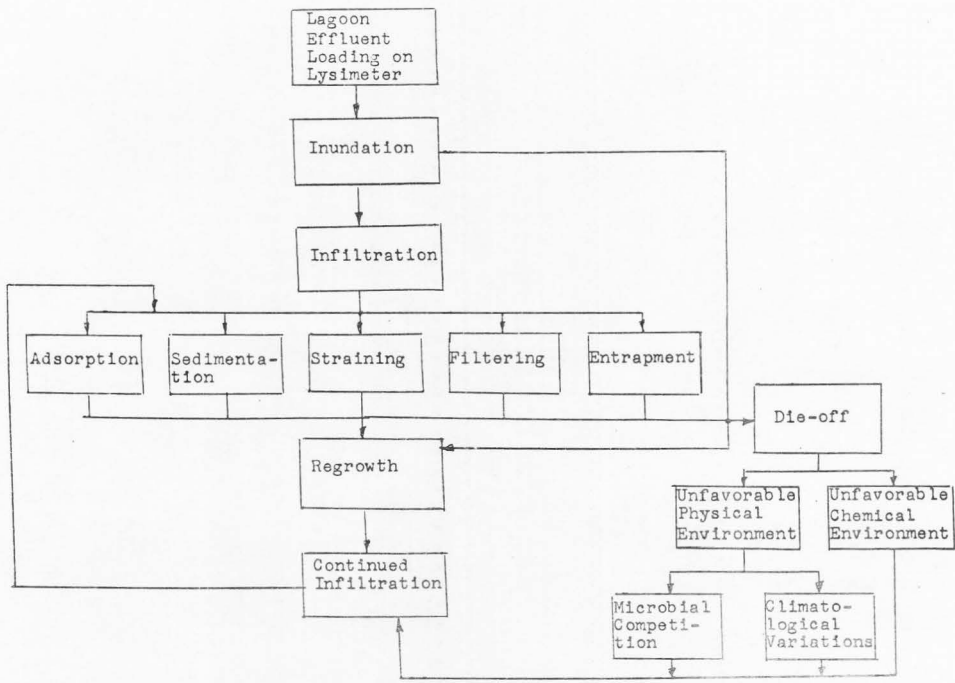 Lagoon
Effluent
Loading on
Lysimeter
Inundation
Infiltration
Adsorption
Sedimenta-
tion
Straining
Filtering
Entrapment
Die-off
Regrowth
Unfavorable
Physical
Environment
Unfavorable
Chemical
Environment
Continued
Infiltration
Microbial
Competi-
tion
Climato-
logical
Variations